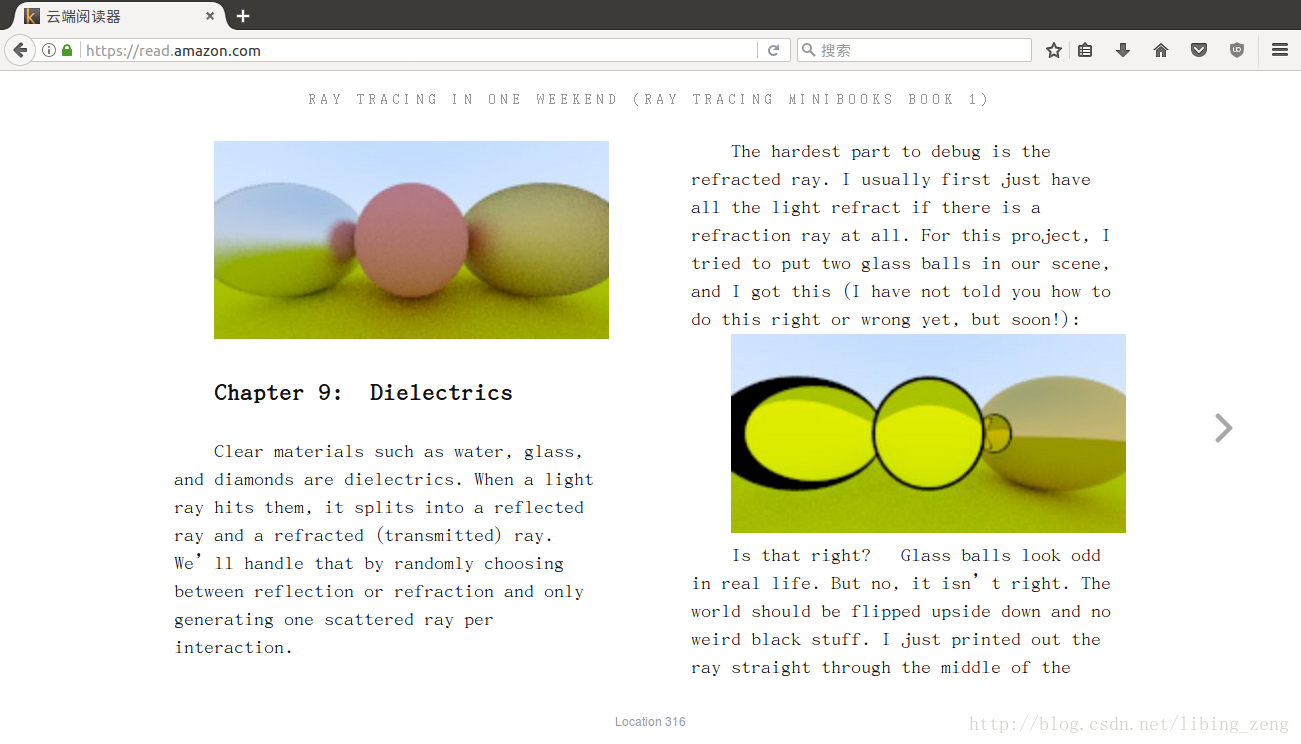 云端阅读器
https://read.amazon.com
搜索
RAY TRACING IN ONE WEEKEND (RAY TRACING MINIBOOKS BOOK 1)
Chapter 9: Dielectrics
Clear materials such as water, glass,
and diamonds are dielectrics. When a light
ray hits them, it splits into a reflected
ray and a refracted (transmitted) ray.
We’ll handle that by randomly choosing
between reflection or refraction and only
generating one scattered ray per
interaction.
The hardest part to debug is the
refracted ray. I usually first just have
all the light refract if there is a
refraction ray at all. For this project, I
tried to put two glass balls in our scene,
and I got this (I have not told you how to
do this right or wrong yet, but soon!):
Is that right? Glass balls look odd
in real life. But no, it isn’t right. The
world should be flipped upside down and no
weird black stuff. I just printed out the
ray straight through the middle of the
Location 316
http://blog.csdn.net/libing_zeng